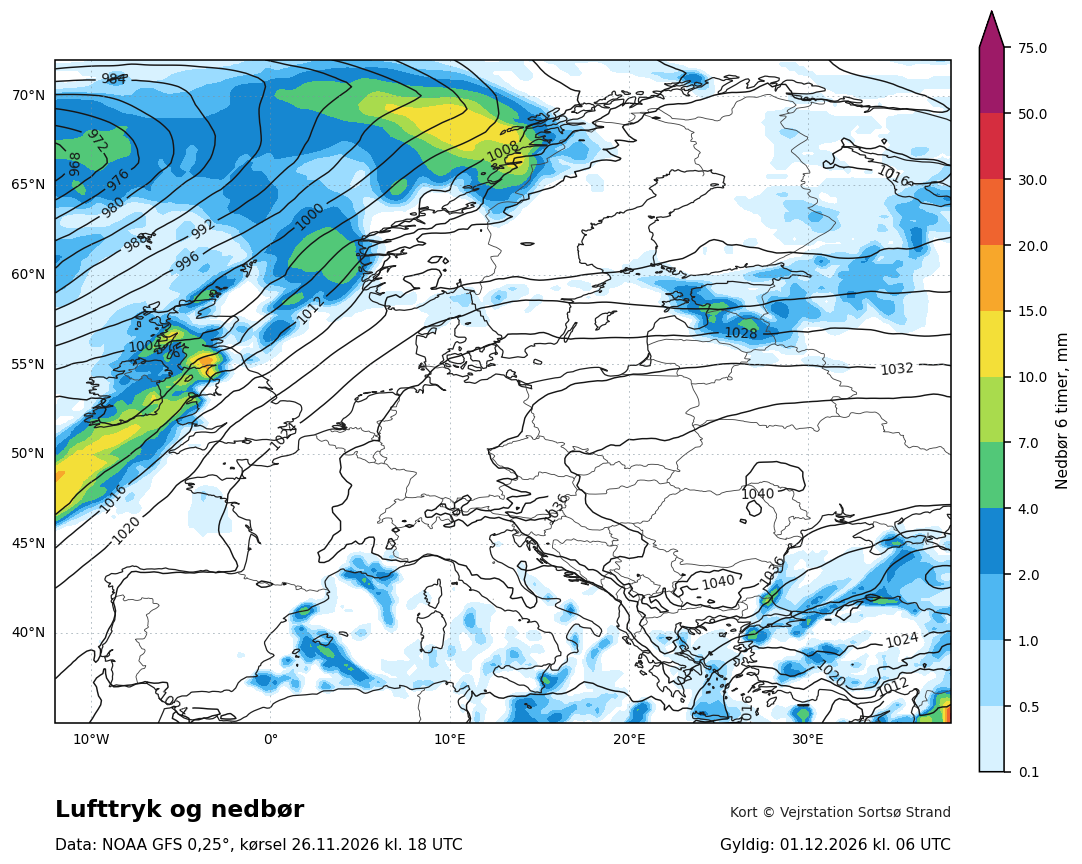 984
972
968
976
980
988
992
996
1000
1008
1012
1004
1016
1028
1032
1024
1016
1020
1036
1040
1040
1036
1024
1020
1012
1016
1024
70°N
65°N
60°N
55°N
50°N
45°N
40°N
10°W
0°
10°E
20°E
30°E
75.0
50.0
30.0
20.0
15.0
10.0
7.0
4.0
2.0
1.0
0.5
0.1
Nedbør 6 timer, mm
Lufttryk og nedbør
Kort © Vejrstation Sortsø Strand
Data: NOAA GFS 0,25°, kørsel 26.11.2026 kl. 18 UTC
Gyldig: 01.12.2026 kl. 06 UTC